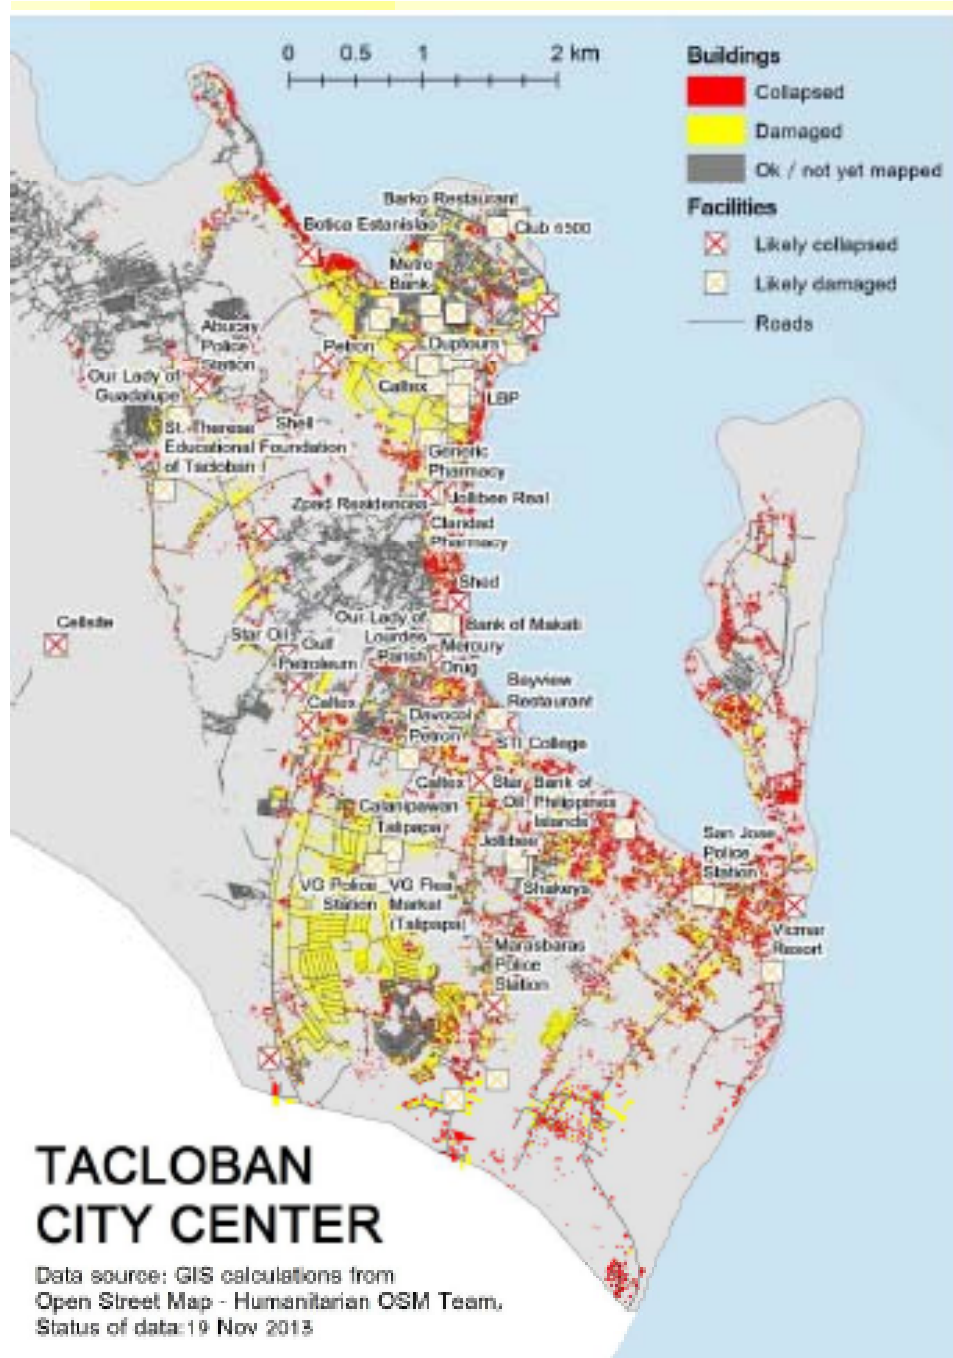 0 0.5 1 2 km
Buildings
Collapsed
Damaged
Ok / not yet mapped
Facilities
Likely collapsed
Likely damaged
Roads
Barko Restaurant
Botica Estanislao
Club 6500
Metro
Bank
Abucay
Police
Station
Petron
Duptours
Our Lady of
Guadalupe
Caltex
LBP
Shell
St. Therese
Educational Foundation
of Tacloban I
Generic
Pharmacy
Zpad Residences
Jollibee Real
Claridad
Pharmacy
Shed
Cellsite
Our Lady of
Lourdes
Parish
Bank of Makati
Star Oil
Gulf
Petroleum
Mercury
Drug
Bayview
Restaurant
Caltex
Davocol
Petron
STI College
Caltex
Star
Oil
Bank of
Philippines
Islands
Calanipawan
Talipapa
Jollibee
San Jose
Police
Station
VG Police
Station
VG Flea
Market
(Talipapa)
Shakeys
Vicmar
Resort
Marasbaras
Police
Station
TACLOBAN
CITY CENTER
Data source: GIS calculations from
Open Street Map - Humanitarian OSM Team,
Status of data:19 Nov 2013